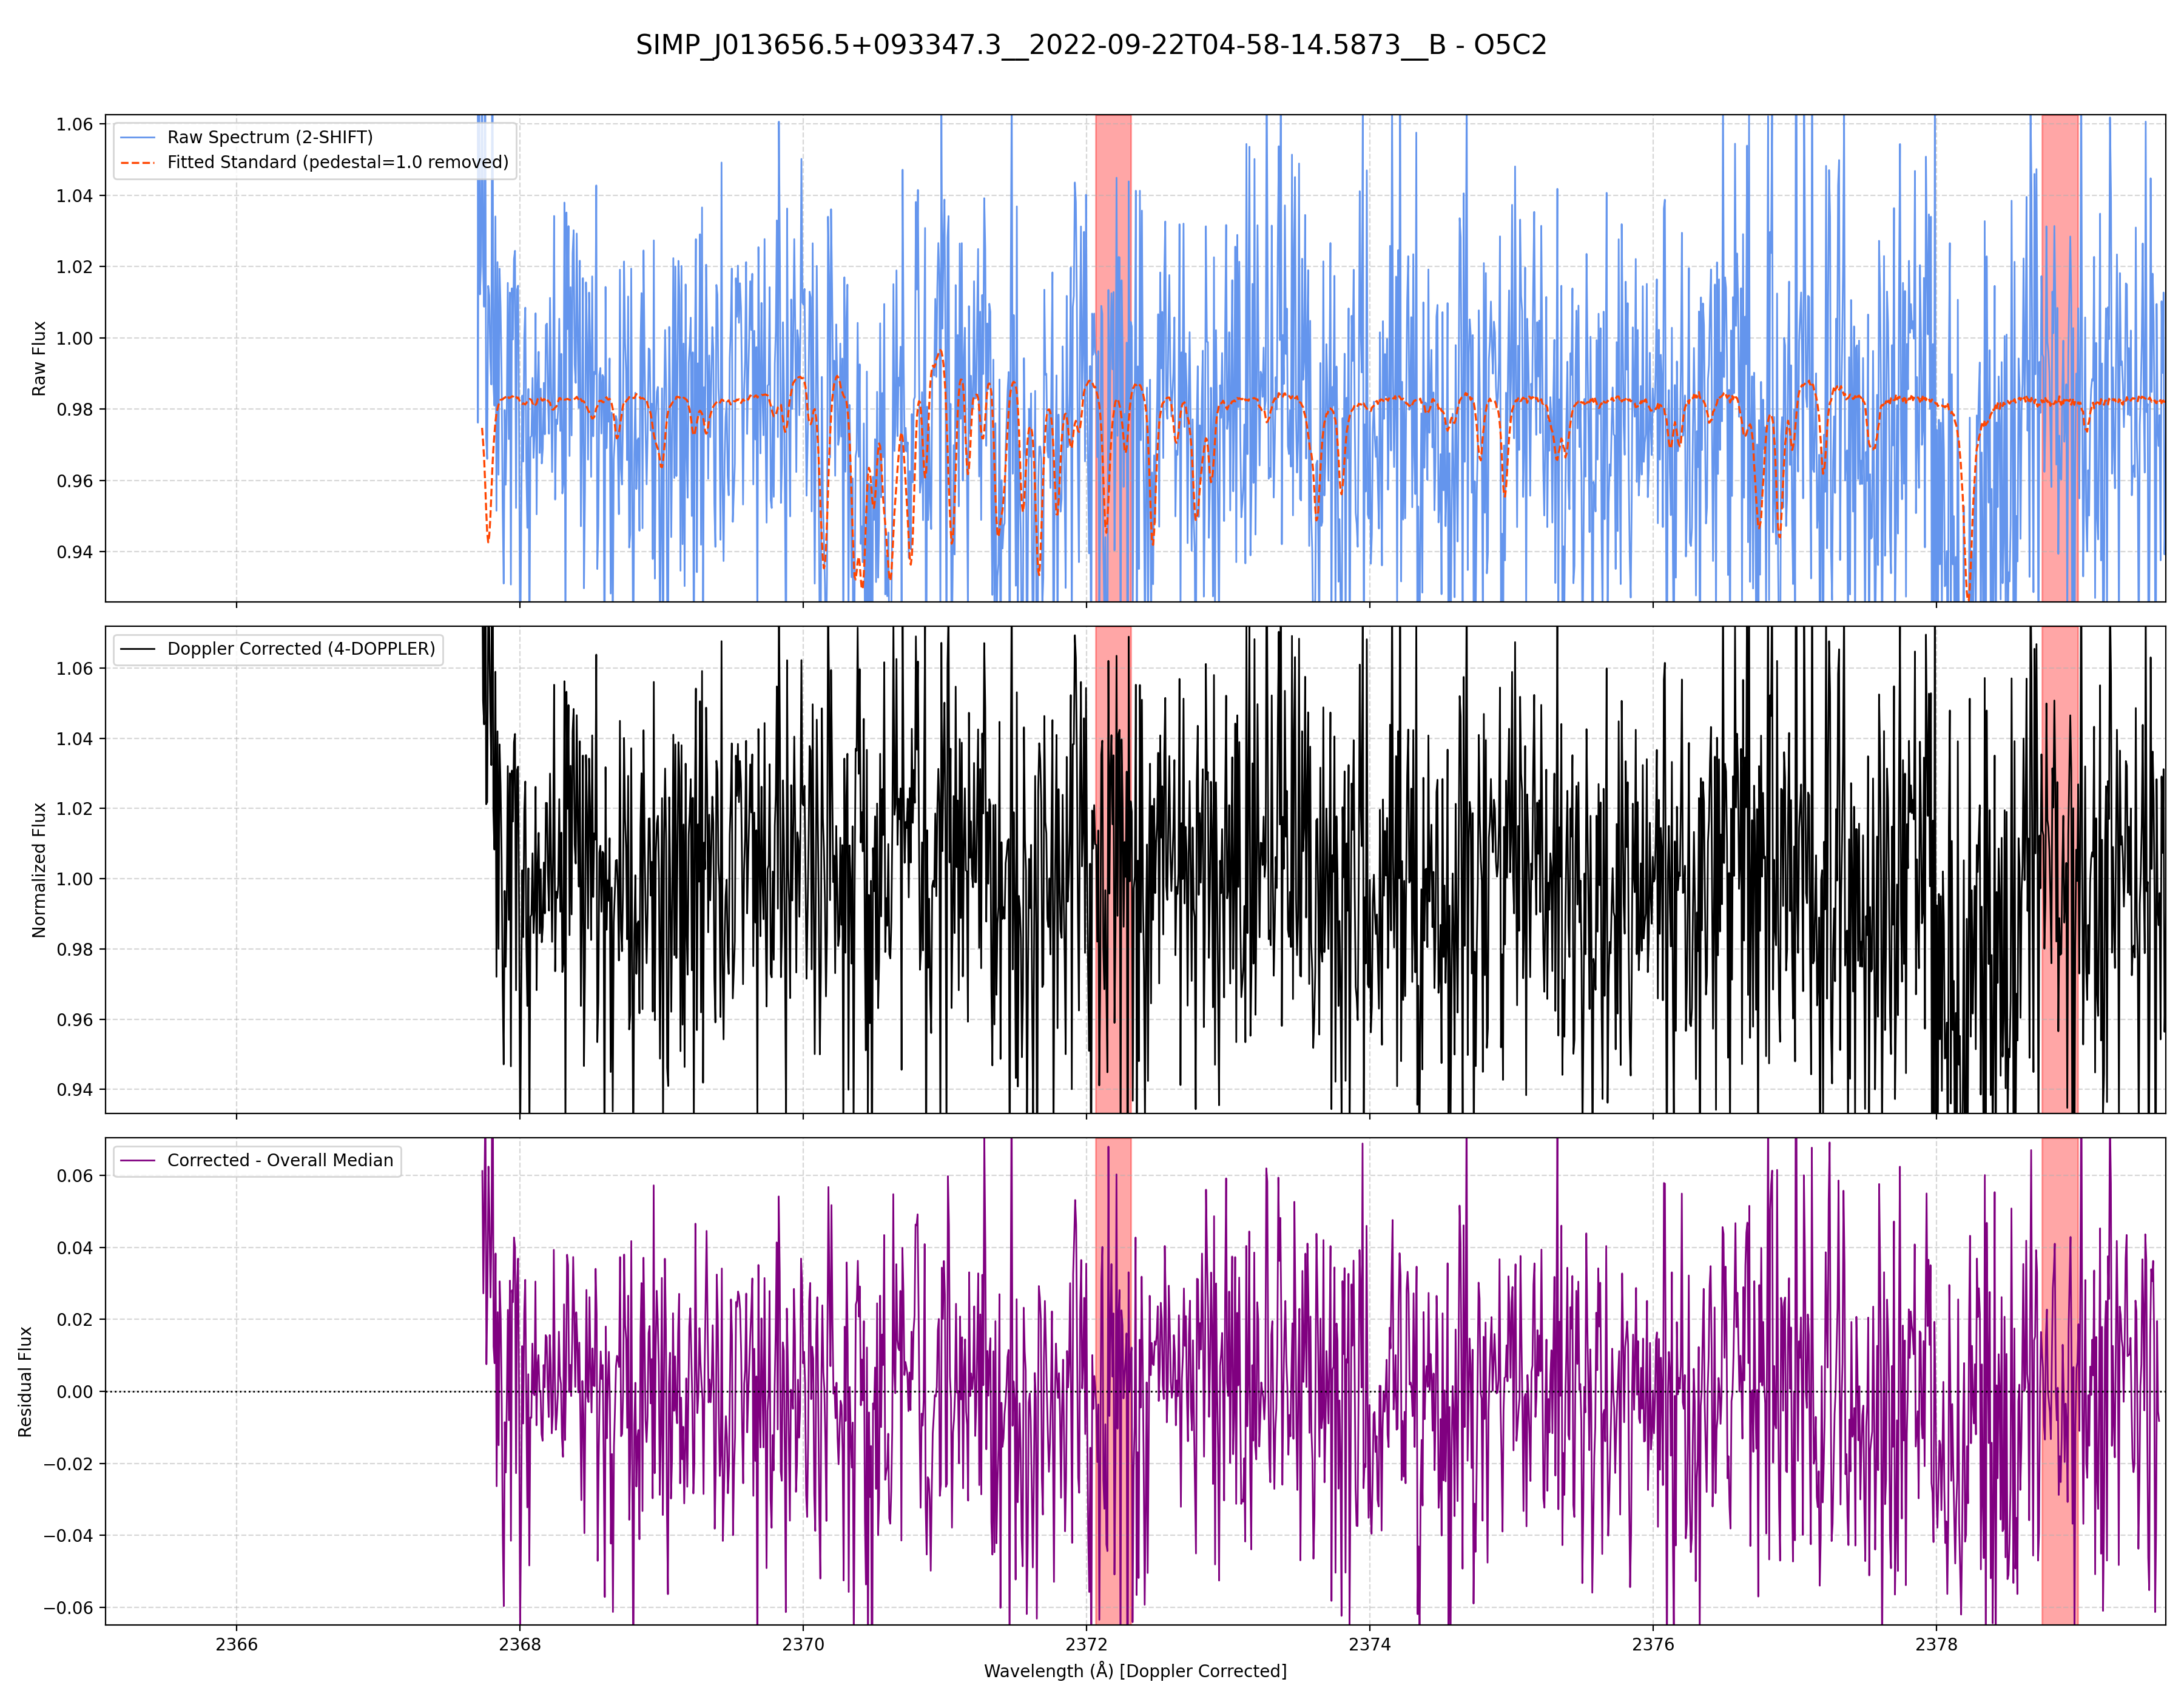 SIMP_J013656.5+093347.3__2022-09-22T04-58-14.5873__B - O5C2
Raw Spectrum (2-SHIFT)
Fitted Standard (pedestal=1.0 removed)
Raw Flux
1.06
1.04
1.02
1.00
0.98
0.96
0.94
Doppler Corrected (4-DOPPLER)
Normalized Flux
1.06
1.04
1.02
1.00
0.98
0.96
0.94
Corrected - Overall Median
Residual Flux
0.06
0.04
0.02
0.00
−0.02
−0.04
−0.06
2366 2368 2370 2372 2374 2376 2378
Wavelength (Å) [Doppler Corrected]